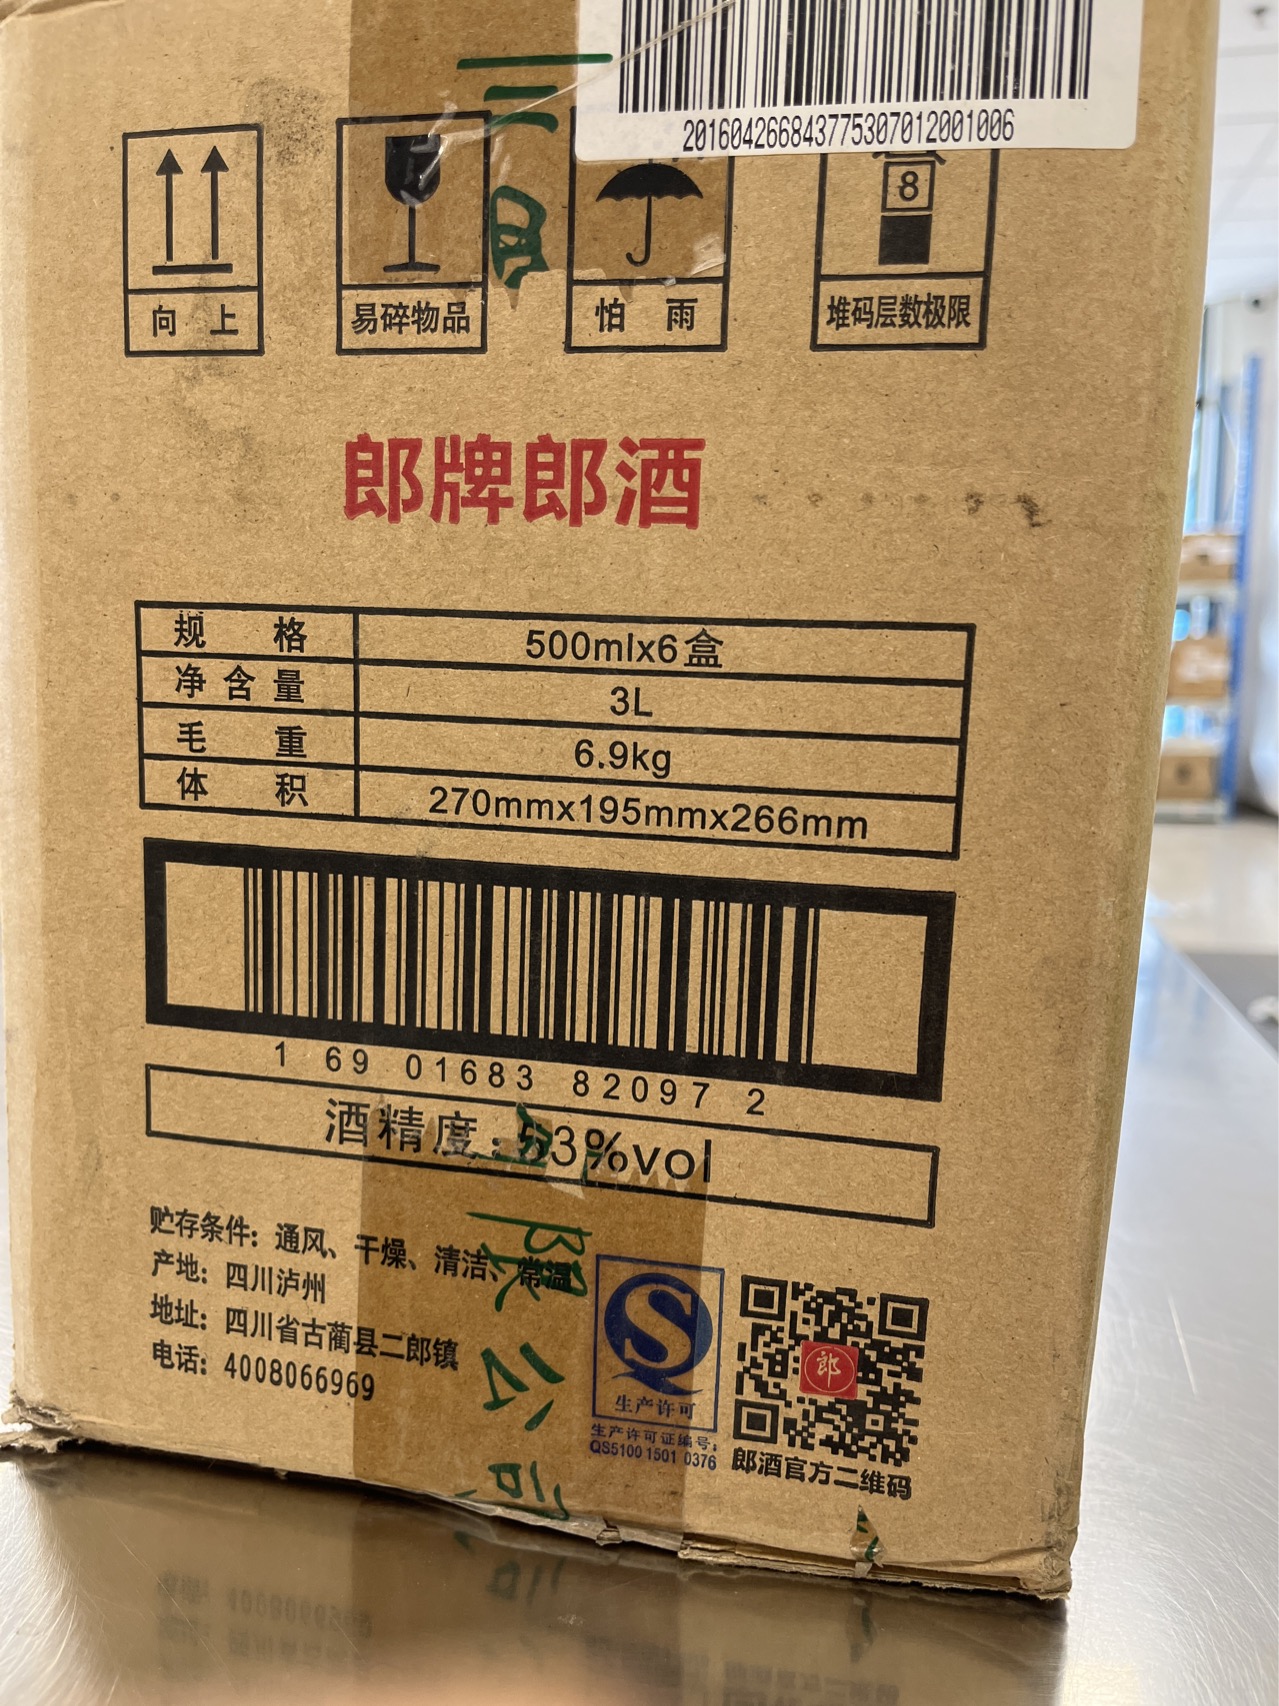 20160426684377530701​2001006
8
向 上
易碎物品
怕 雨
堆码层数极限
郎牌郎酒
规 格 500mlx6盒
净含量 3L
毛 重 6.9kg
体 积 270mmx195mmx266mm
1 69 01683 82097 2
酒精度:53%vol
贮存条件：通风、干燥、清洁、常温
产地：四川泸州
地址：四川省古蔺县二郎镇
电话：4008066969
限公司
生产许可
生产许可证编号：
QS5100 1501 0376
郎
郎酒官方二维码